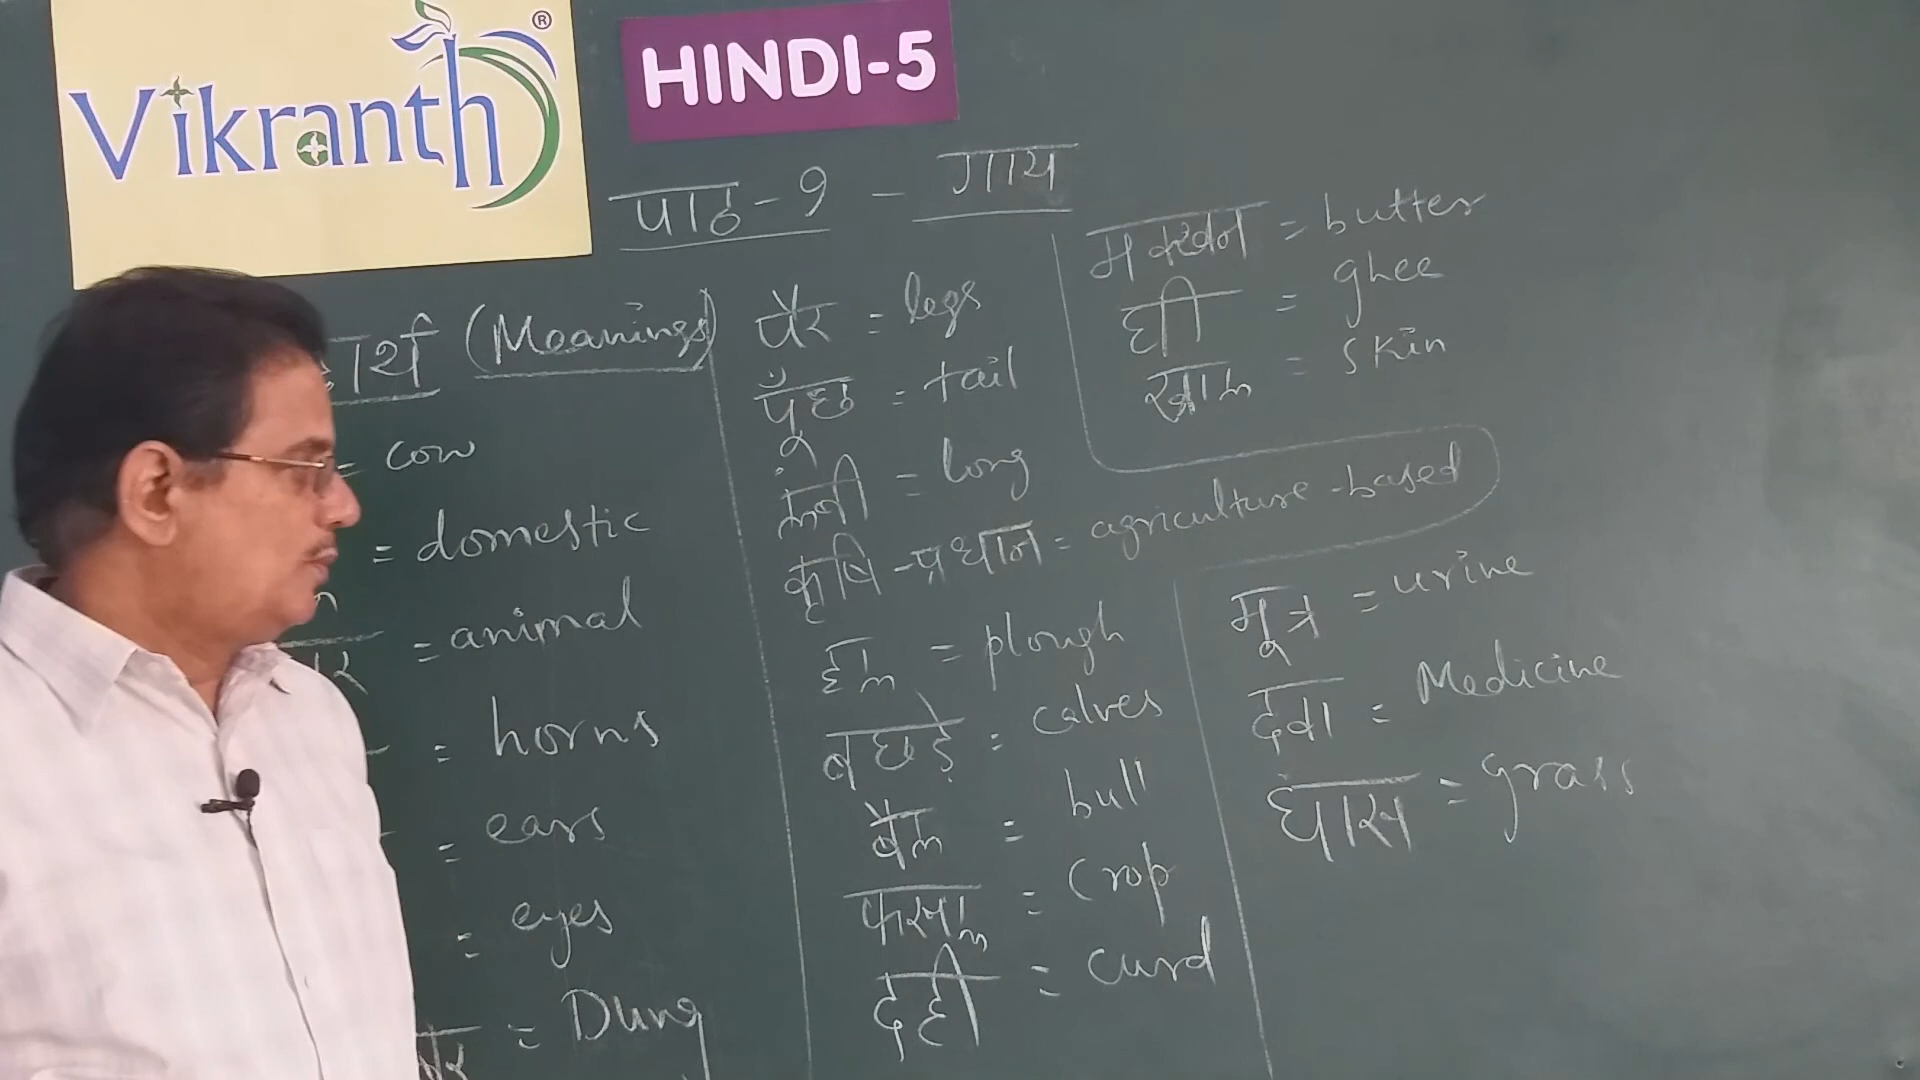 Vikranth ®
HINDI-5
पाठ-9 - गाय
ार्थ (Meanings)
= cow
= domestic
= animal
= horns
= ears
= eyes
= Dung
पैर = legs
पूँछ = tail
लंबी = long
कृषि-प्रधान = agriculture-based
हल = plough
बछड़े = calves
बैल = bull
फसल = crop
दही = curd
मक्खन = butter
घी = ghee
खाल = skin
मूत्र = urine
दवा = Medicine
घास = grass